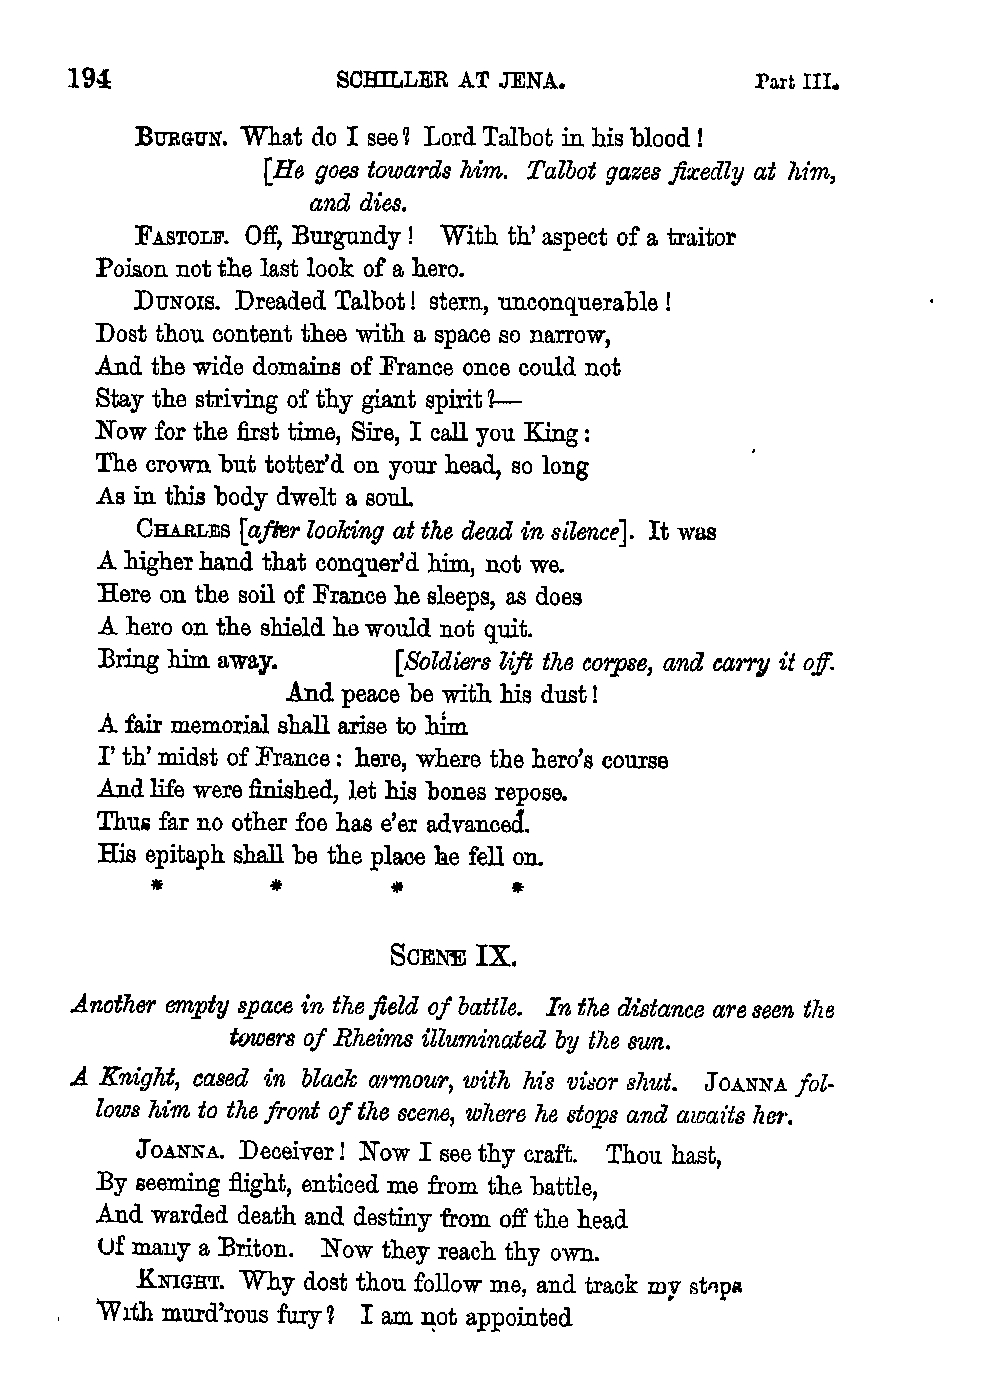 194 SCHILLER AT JENA. Part III.
BURGUN. What do I see? Lord Talbot in his blood!
[He goes towards him. Talbot gazes fixedly at him,
and dies.
FASTOLF. Off, Burgundy! With th' aspect of a traitor
Poison not the last look of a hero.
DUNOIS. Dreaded Talbot! stern, unconquerable!
Dost thou content thee with a space so narrow,
And the wide domains of France once could not
Stay the striving of thy giant spirit?—
Now for the first time, Sire, I call you King:
The crown but totter'd on your head, so long
As in this body dwelt a soul.
CHARLES [after looking at the dead in silence]. It was
A higher hand that conquer'd him, not we.
Here on the soil of France he sleeps, as does
A hero on the shield he would not quit.
Bring him away. [Soldiers lift the corpse, and carry it off.
And peace be with his dust!
A fair memorial shall arise to him
I' th' midst of France: here, where the hero's course
And life were finished, let his bones repose.
Thus far no other foe has e'er advanced.
His epitaph shall be the place he fell on.
* * * *
SCENE IX.
Another empty space in the field of battle. In the distance are seen the
towers of Rheims illuminated by the sun.
A Knight, cased in black armour, with his visor shut. JOANNA fol-
lows him to the front of the scene, where he stops and awaits her.
JOANNA. Deceiver! Now I see thy craft. Thou hast,
By seeming flight, enticed me from the battle,
And warded death and destiny from off the head
Of many a Briton. Now they reach thy own.
KNIGHT. Why dost thou follow me, and track my steps
With murd'rous fury? I am not appointed